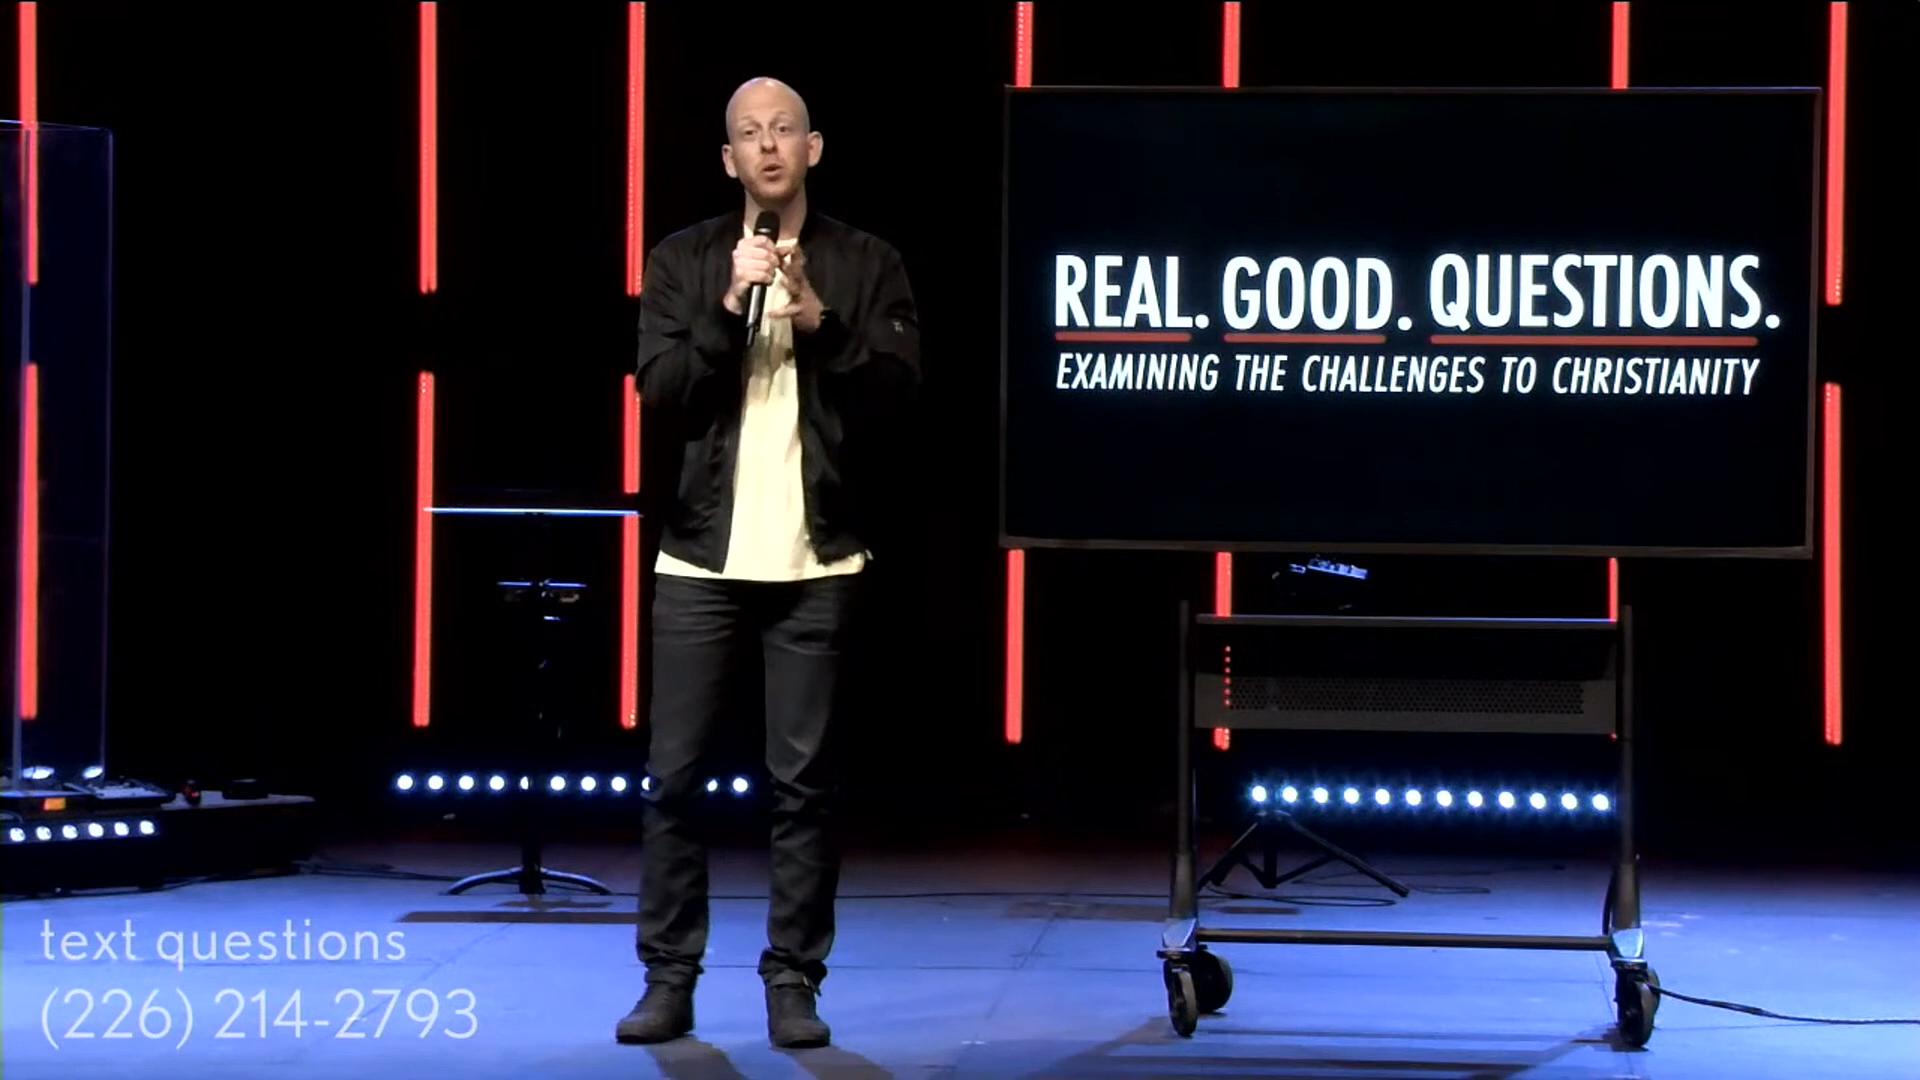 REAL. GOOD. QUESTIONS.
EXAMINING THE CHALLENGES TO CHRISTIANITY
text questions
(226) 214-2793